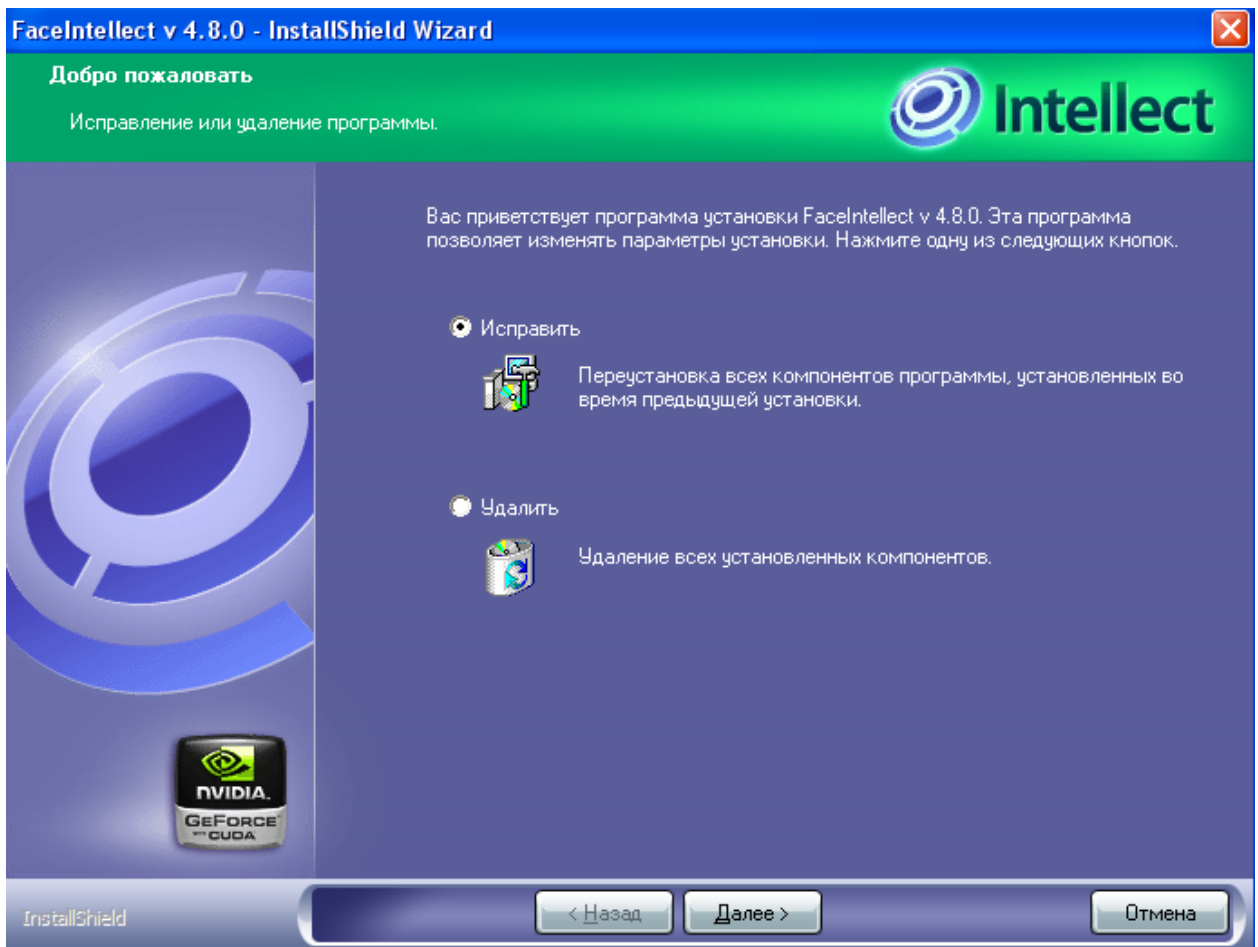 FaceIntellect v 4.8.0 - InstallShield Wizard
Добро пожаловать
Исправление или удаление программы.
Intellect
Вас приветствует программа установки FaceIntellect v 4.8.0. Эта программа
позволяет изменять параметры установки. Нажмите одну из следующих кнопок.
Исправить
Переустановка всех компонентов программы, установленных во
время предыдущей установки.
Удалить
Удаление всех установленных компонентов.
NVIDIA.
GEFORCE
WITH CUDA
InstallShield
< Назад
Далее >
Отмена